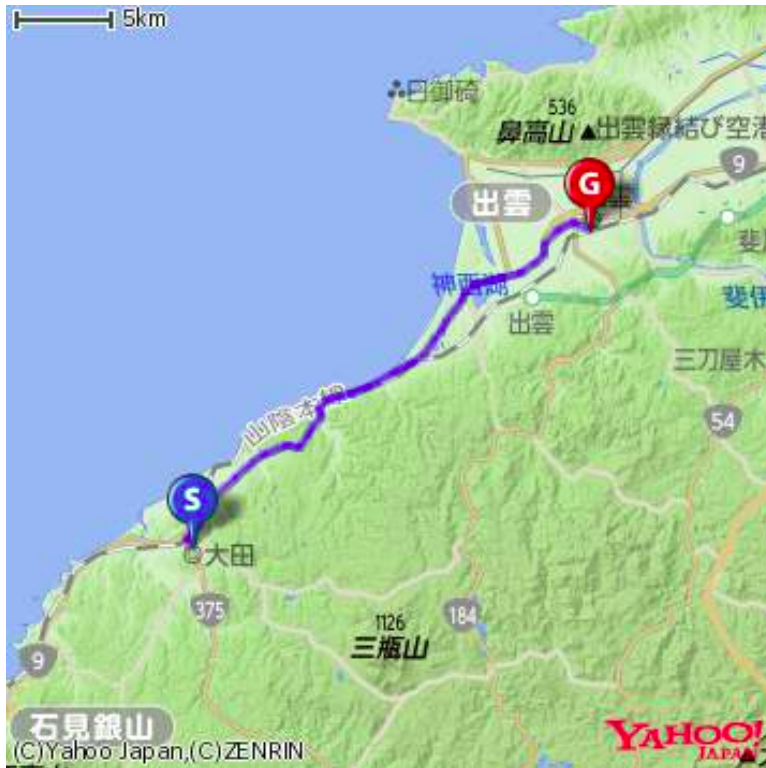 5km
日御碕
536
鼻高山
出雲縁結び空港
9
G
出雲
神西湖
斐伊
出雲
三刀屋木
山陰本線
54
S
大田
375
1126
三瓶山
184
9
石見銀山
YAHOO!
JAPAN
(C)Yahoo Japan,(C)ZENRIN